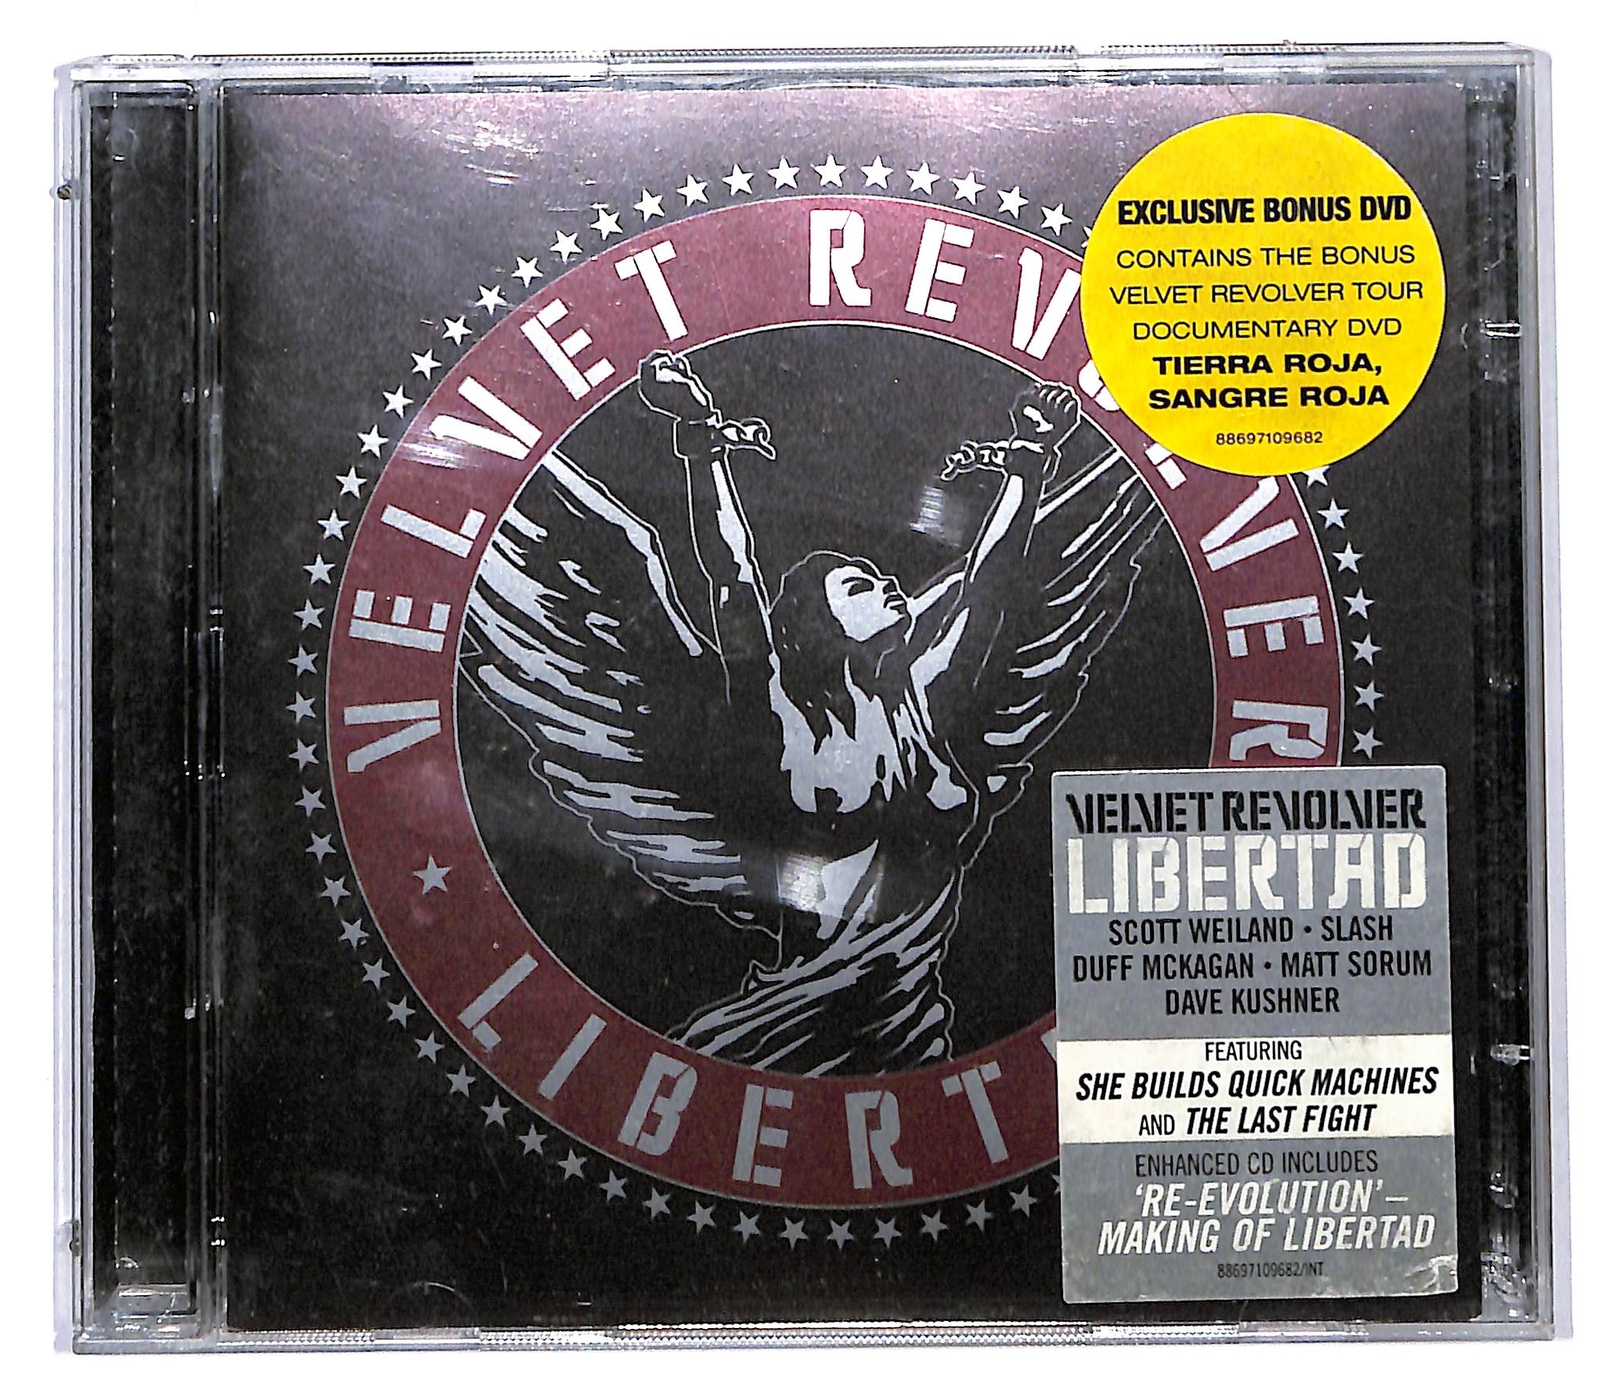 VELVET REVOLVER
LIBERT
EXCLUSIVE BONUS DVD
CONTAINS THE BONUS
VELVET REVOLVER TOUR
DOCUMENTARY DVD
TIERRA ROJA,
SANGRE ROJA
88697109682
VELVET REVOLVER
LIBERTAD
SCOTT WEILAND • SLASH
DUFF MCKAGAN • MATT SORUM
DAVE KUSHNER
FEATURING
SHE BUILDS QUICK MACHINES
AND THE LAST FIGHT
ENHANCED CD INCLUDES
‘RE-EVOLUTION’–
MAKING OF LIBERTAD
88697109682/INT